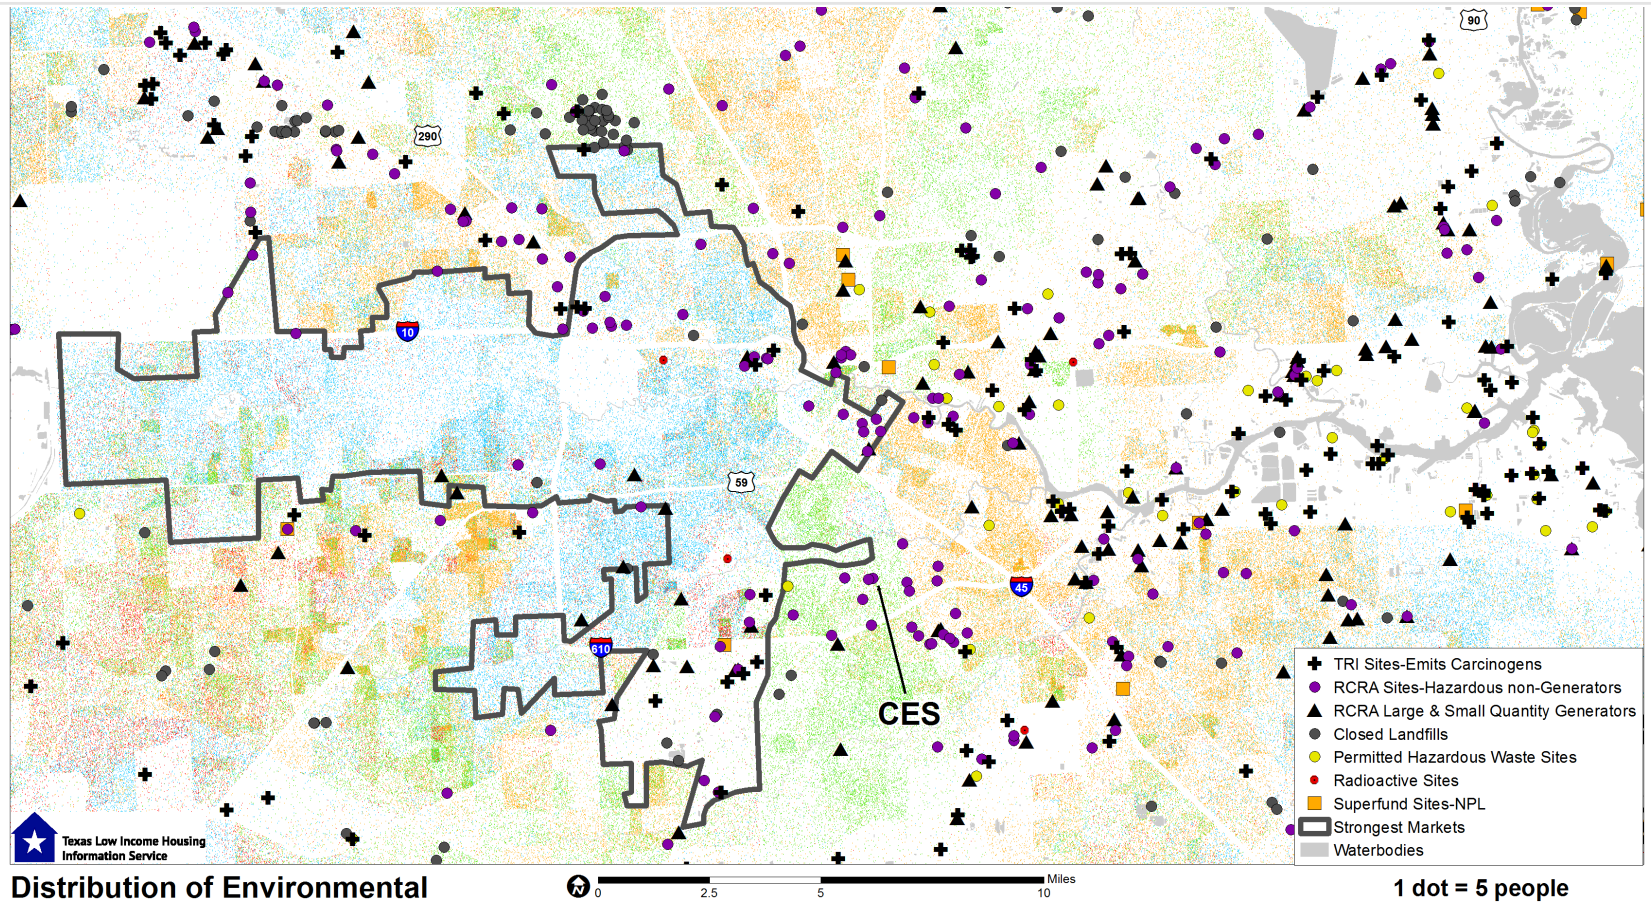 90
290
10
59
45
610
CES
TRI Sites-Emits Carcinogens
RCRA Sites-Hazardous non-Generators
RCRA Large & Small Quantity Generators
Closed Landfills
Permitted Hazardous Waste Sites
Radioactive Sites
Superfund Sites-NPL
Strongest Markets
Waterbodies
Texas Low Income Housing
Information Service
Distribution of Environmental
N
0 2.5 5 10 Miles
1 dot = 5 people